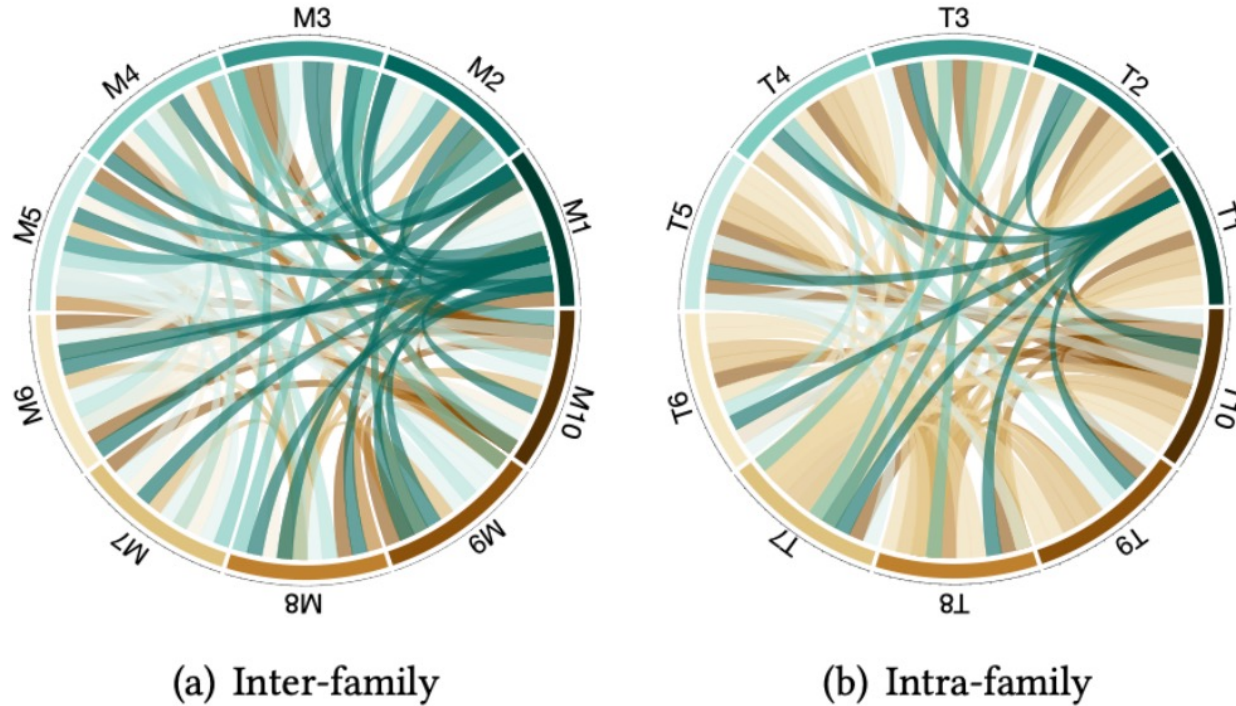 M3
M4
M2
M5
M1
M6
M10
M7
M9
M8
(a) Inter-family
T3
T4
T2
T5
T1
T6
T10
T7
T9
T8
(b) Intra-family